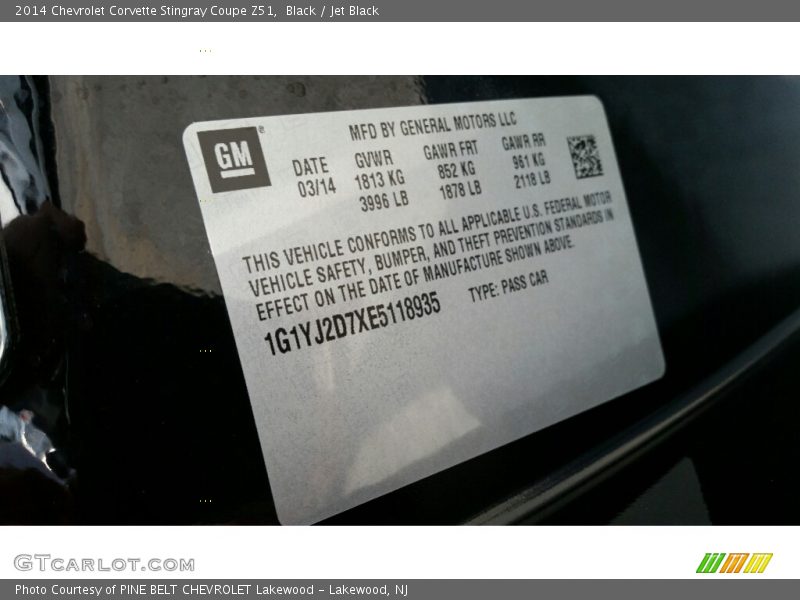 2014 Chevrolet Corvette Stingray Coupe Z51,  Black / Jet Black
MFD BY GENERAL MOTORS LLC
GM®
DATE GVWR GAWR FRT GAWR RR
03/14 1813 KG 852 KG 961 KG
3996 LB 1878 LB 2118 LB
THIS VEHICLE CONFORMS TO ALL APPLICABLE U.S. FEDERAL MOTOR
VEHICLE SAFETY, BUMPER, AND THEFT PREVENTION STANDARDS IN
EFFECT ON THE DATE OF MANUFACTURE SHOWN ABOVE.
1G1YJ2D7XE5118935 TYPE: PASS CAR
GTCARLOT.COM
Photo Courtesy of PINE BELT CHEVROLET Lakewood - Lakewood, NJ